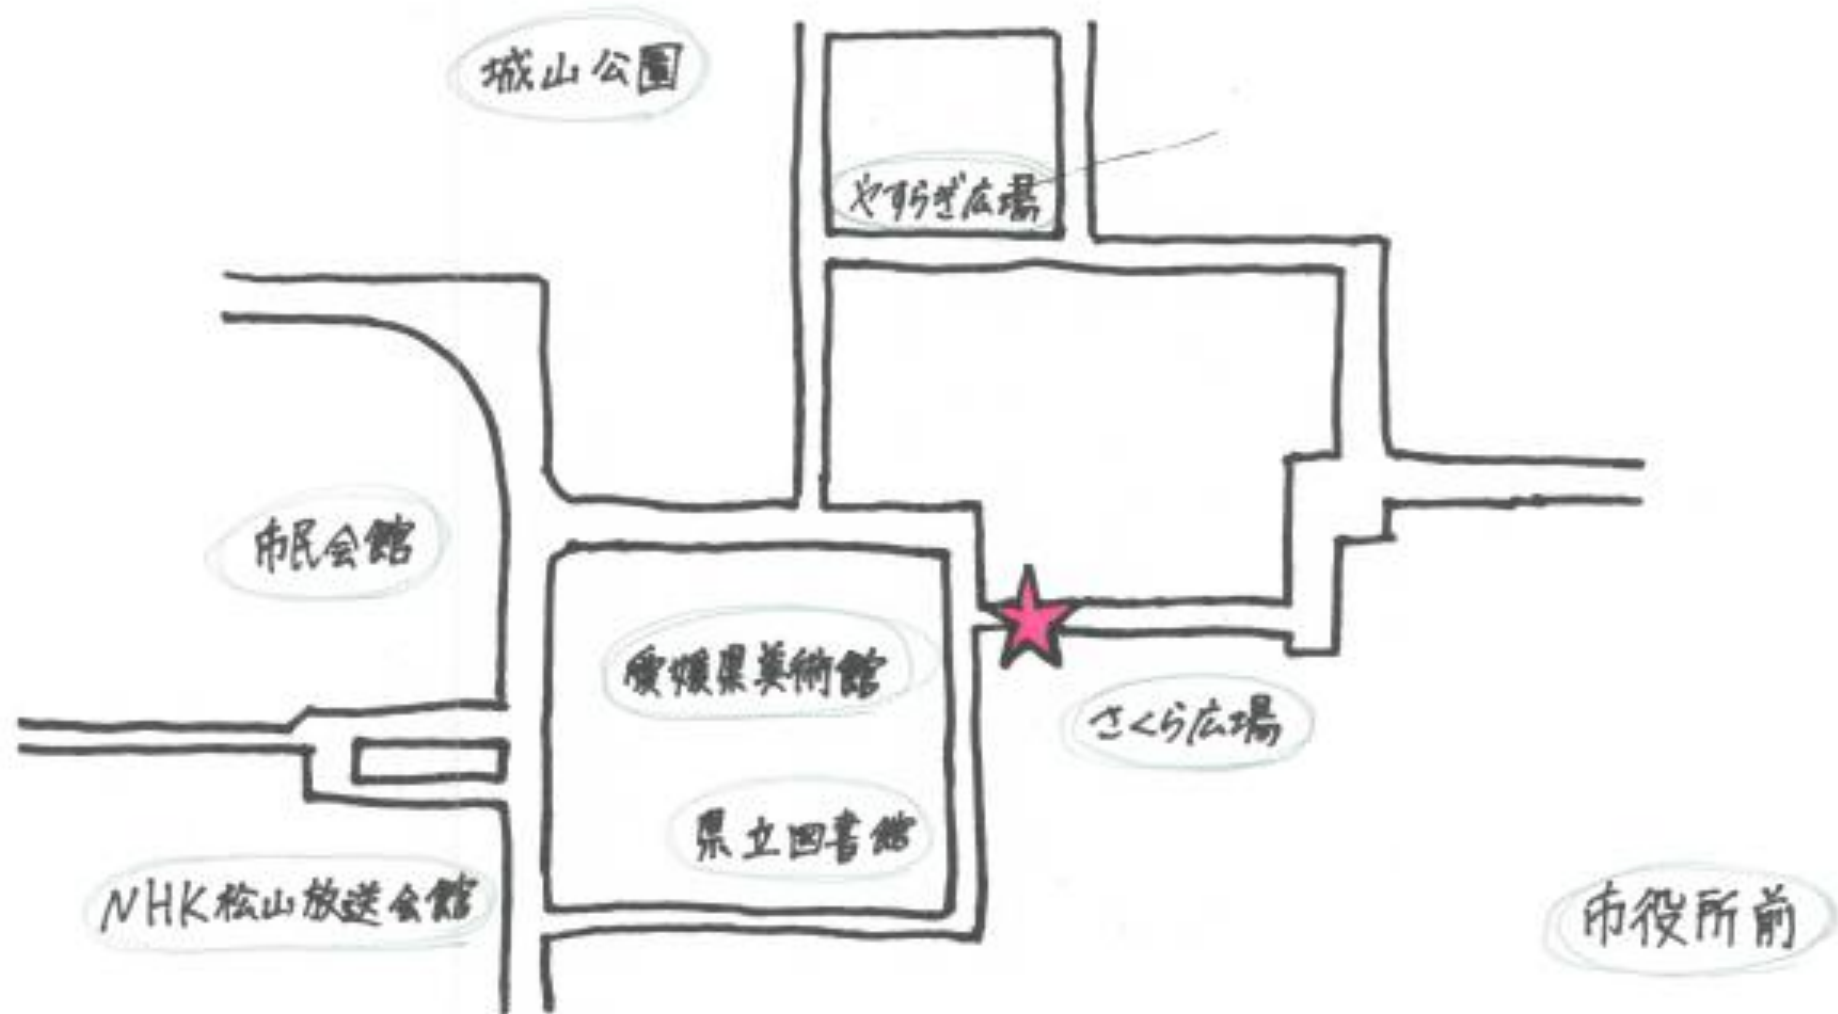 城山公園
やすらぎ広場
市民会館
愛媛県美術館
さくら広場
県立図書館
NHK松山放送会館
市役所前